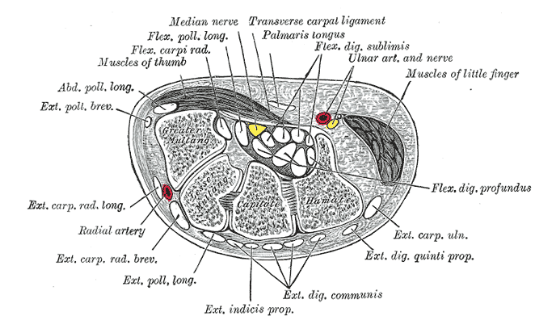 Median nerve
Transverse carpal ligament
Flex. poll. long.
Palmaris longus
Flex. carpi rad.
Flex. dig. sublimis
Muscles of thumb
Ulnar art. and nerve
Muscles of little finger
Abd. poll. long.
Ext. poll. brev.
Greater
Multang.
Capitate
Hamate
Flex. dig. profundus
Ext. carp. rad. long.
Radial artery
Ext. carp. uln.
Ext. carp. rad. brev.
Ext. dig. quinti prop.
Ext. poll. long.
Ext. dig. communis
Ext. indicis prop.